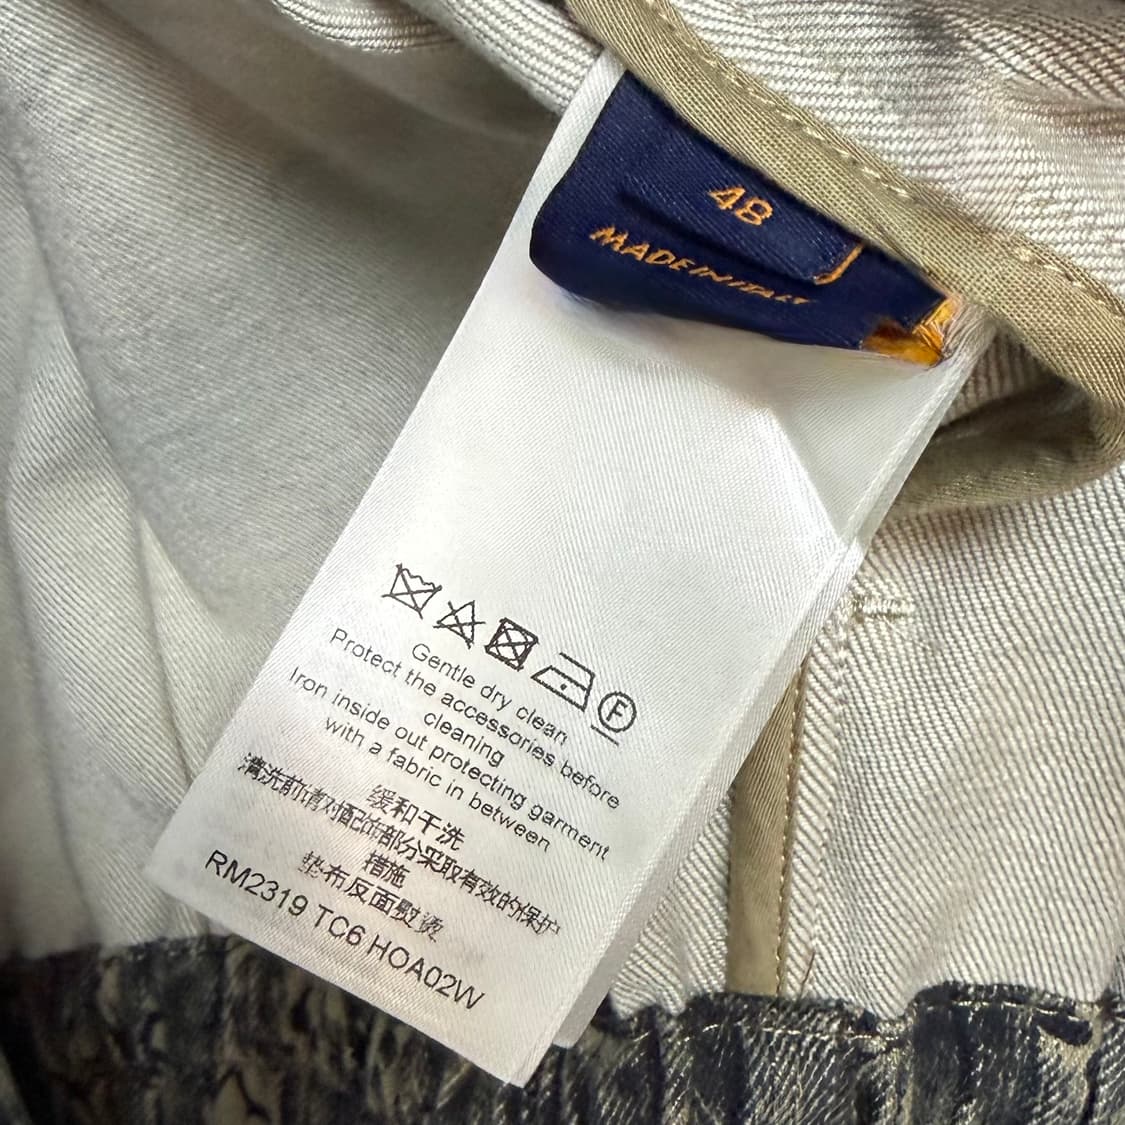 48
MADE IN ITALY
F
Gentle dry clean
Protect the accessories before
cleaning
Iron inside out protecting garment
with a fabric in between
缓和干洗
清洗前请对配饰部分采取有效的保护
措施
垫布反面熨烫
RM2319 TC6 HOA02W